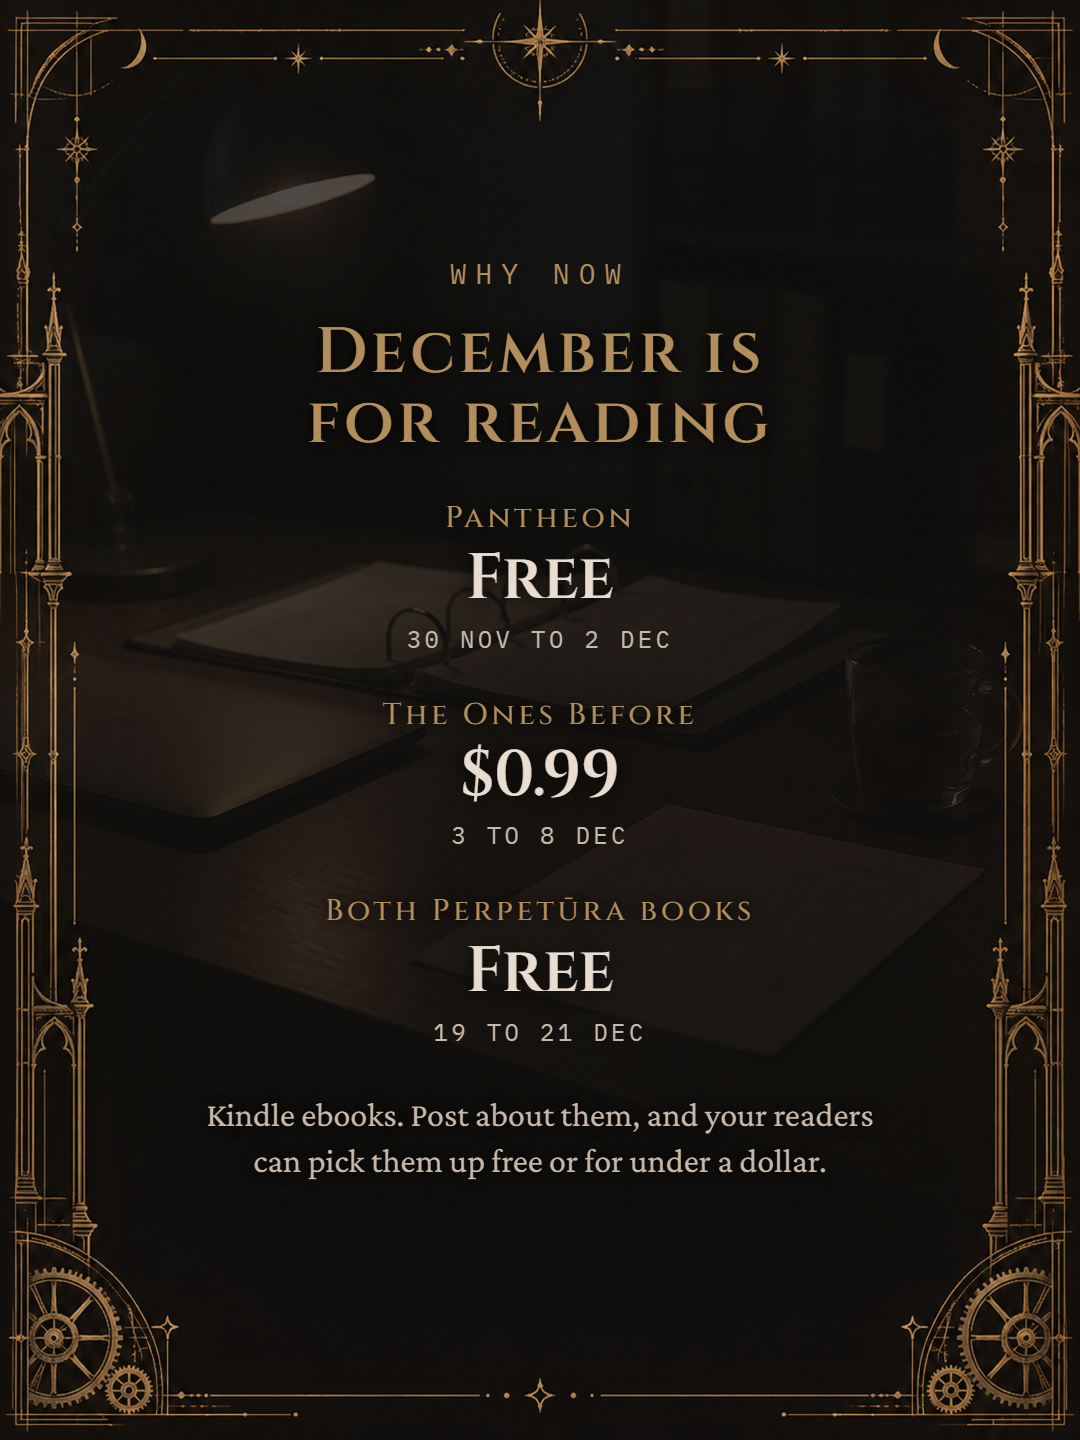 WHY NOW
December is
for reading
Pantheon
Free
30 NOV TO 2 DEC
The Ones Before
$0.99
3 TO 8 DEC
Both Perpetūra books
Free
19 TO 21 DEC
Kindle ebooks. Post about them, and your readers
can pick them up free or for under a dollar.